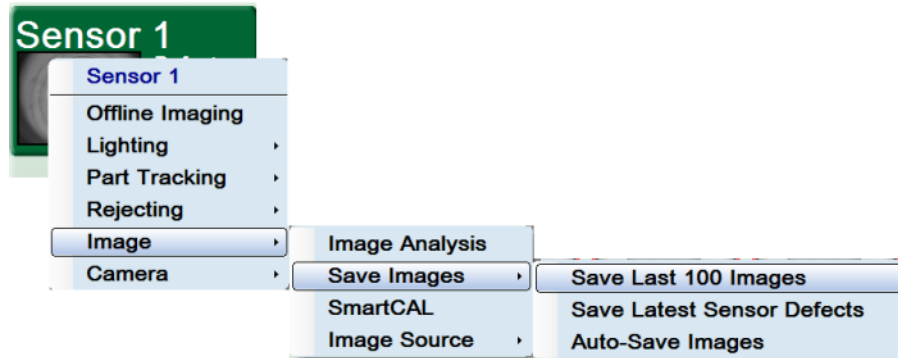 Sensor 1
Sensor 1
Offline Imaging
Lighting
Part Tracking
Rejecting
Image
Camera
Image Analysis
Save Images
SmartCAL
Image Source
Save Last 100 Images
Save Latest Sensor Defects
Auto-Save Images